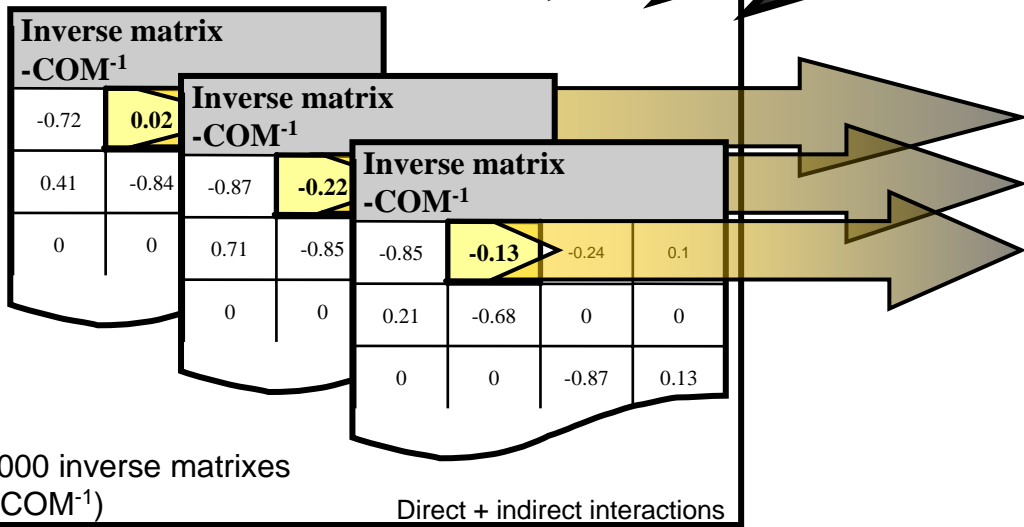 Inverse matrix
-COM⁻¹
-0.72 0.02
0.41 -0.84
0 0
Inverse matrix
-COM⁻¹
-0.87 -0.22
0.71 -0.85
0 0
Inverse matrix
-COM⁻¹
-0.85 -0.13 -0.24 0.1
0.21 -0.68 0 0
0 0 -0.87 0.13
000 inverse matrixes
COM⁻¹)
Direct + indirect interactions